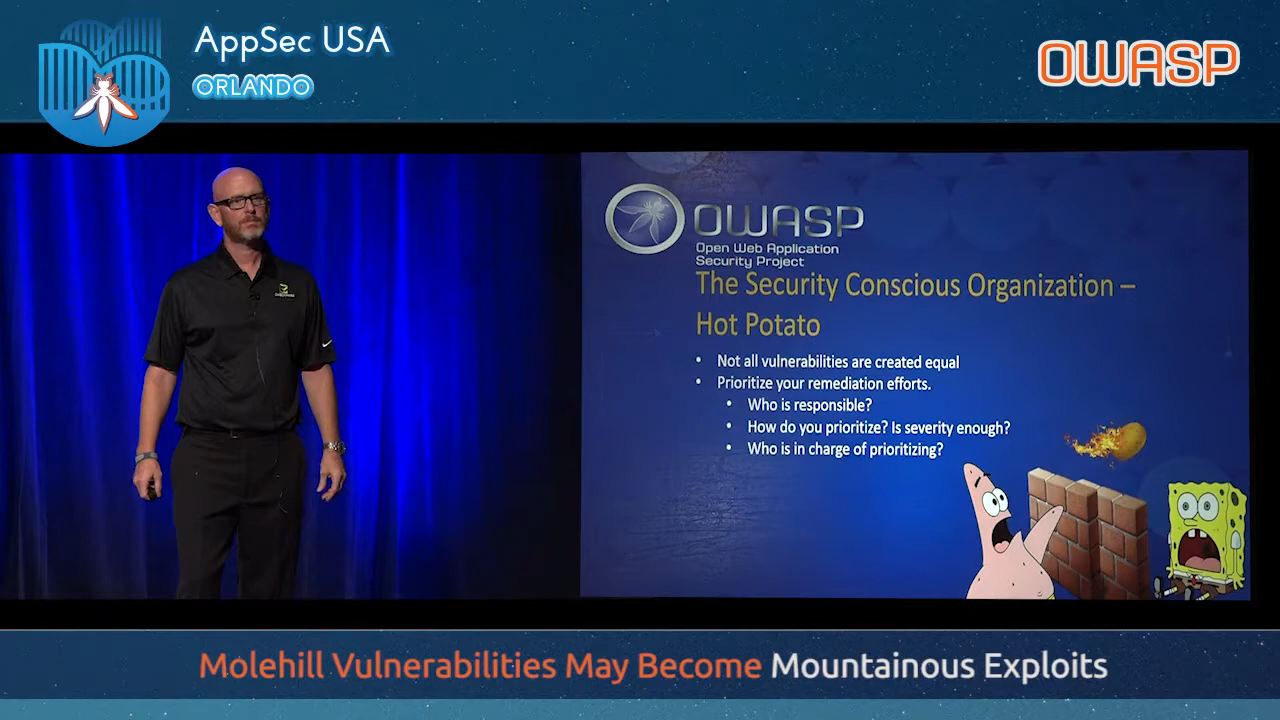 AppSec USA
ORLANDO
OWASP
OWASP
Open Web Application
Security Project
The Security Conscious Organization –
Hot Potato
• Not all vulnerabilities are created equal
• Prioritize your remediation efforts.
• Who is responsible?
• How do you prioritize? Is severity enough?
• Who is in charge of prioritizing?
Molehill Vulnerabilities May Become Mountainous Exploits